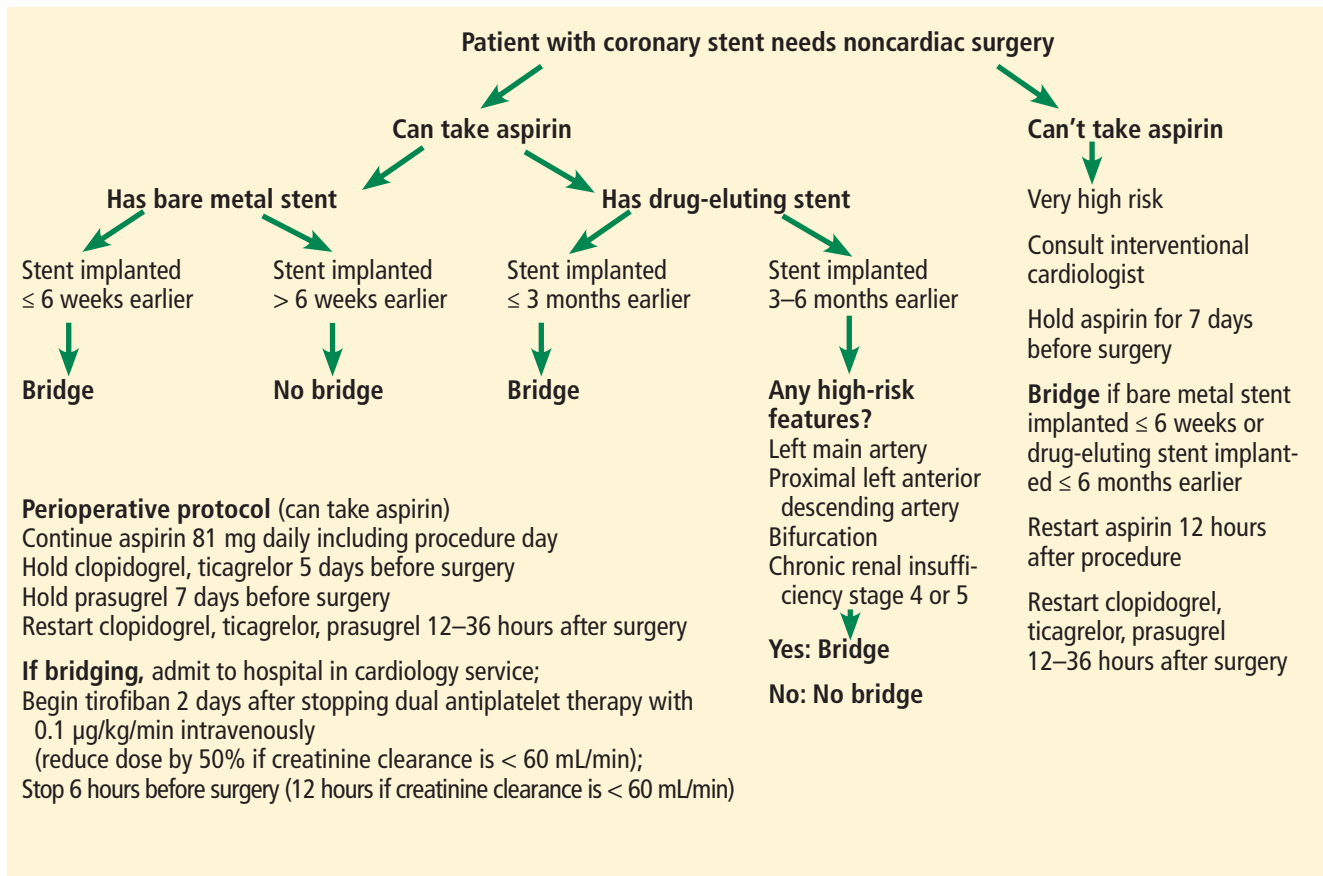 Patient with coronary stent needs noncardiac surgery
Can take aspirin
Has bare metal stent
Stent implanted
≤ 6 weeks earlier
Bridge
Stent implanted
> 6 weeks earlier
No bridge
Has drug-eluting stent
Stent implanted
≤ 3 months earlier
Bridge
Stent implanted
3–6 months earlier
Any high-risk
features?
Left main artery
Proximal left anterior
descending artery
Bifurcation
Chronic renal insuffi-
ciency stage 4 or 5
Yes: Bridge
No: No bridge
Can't take aspirin
Very high risk
Consult interventional
cardiologist
Hold aspirin for 7 days
before surgery
Bridge if bare metal stent
implanted ≤ 6 weeks or
drug-eluting stent implant-
ed ≤ 6 months earlier
Restart aspirin 12 hours
after procedure
Restart clopidogrel,
ticagrelor, prasugrel
12–36 hours after surgery
Perioperative protocol (can take aspirin)
Continue aspirin 81 mg daily including procedure day
Hold clopidogrel, ticagrelor 5 days before surgery
Hold prasugrel 7 days before surgery
Restart clopidogrel, ticagrelor, prasugrel 12–36 hours after surgery
If bridging, admit to hospital in cardiology service;
Begin tirofiban 2 days after stopping dual antiplatelet therapy with
0.1 µg/kg/min intravenously
(reduce dose by 50% if creatinine clearance is < 60 mL/min);
Stop 6 hours before surgery (12 hours if creatinine clearance is < 60 mL/min)